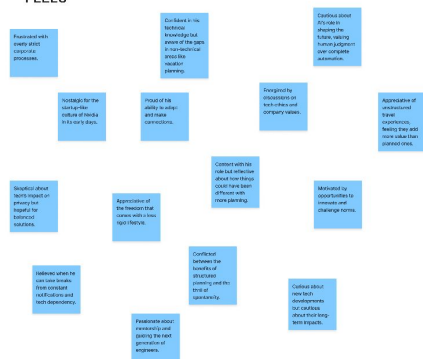 FEELS
Confident in his
technical
knowledge but
aware of the gaps
in non-technical
areas like
vacation
planning.
Cautious about
AI's role in
shaping the
future, valuing
human judgment
over complete
automation.
Frustrated with
overly strict
corporate
processes.
Nostalgic for the
startup-like
culture of
in its early days.
Proud of his
ability to adapt
and make
connections.
Energized by
discussions on
tech ethics and
company values.
Appreciative of
unstructured
travel
experiences,
feeling they add
more value than
planned ones.
Content with his
role but reflective
about how things
could have been
different with
more planning.
Skeptical about
tech's impact on
privacy but
hopeful for
balanced
solutions.
Appreciative of
the freedom that
comes with a less
rigid lifestyle.
Motivated by
opportunities to
innovate and
challenge norms.
Conflicted
between the
benefits of
structured
planning and the
thrill of
spontaneity.
Relieved when he
can take breaks
from constant
notifications and
tech dependency.
about
new tech
developments
but cautious
about their long-
term impacts.
Passionate about
mentorship and
guiding the next
generation of
engineers.